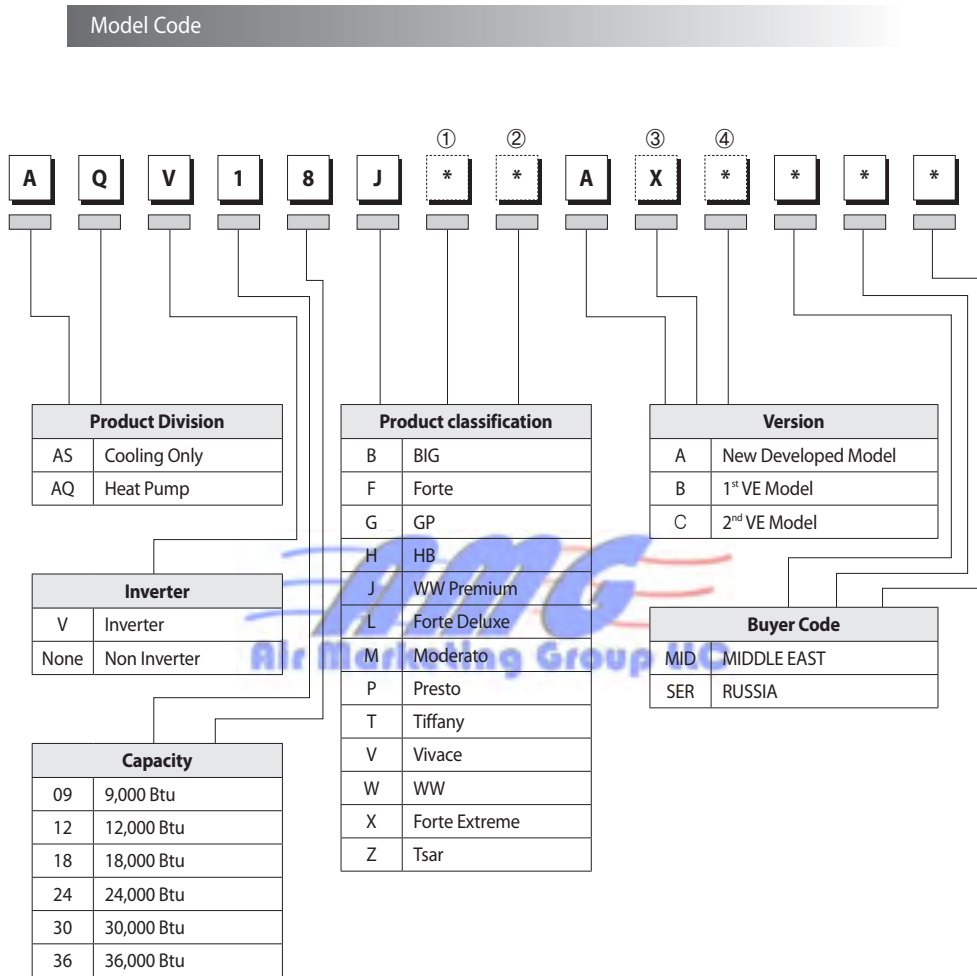 Model Code
① ② ③ ④
A Q V 1 8 J * * A X * * * *
Product Division
AS Cooling Only
AQ Heat Pump
Inverter
V Inverter
None Non Inverter
Capacity
09 9,000 Btu
12 12,000 Btu
18 18,000 Btu
24 24,000 Btu
30 30,000 Btu
36 36,000 Btu
Product classification
B BIG
F Forte
G GP
H HB
J WW Premium
L Forte Deluxe
M Moderato
P Presto
T Tiffany
V Vivace
W WW
X Forte Extreme
Z Tsar
Version
A New Developed Model
B 1st VE Model
C 2nd VE Model
Buyer Code
MID MIDDLE EAST
SER RUSSIA
AMG
Air Marketing Group LLC